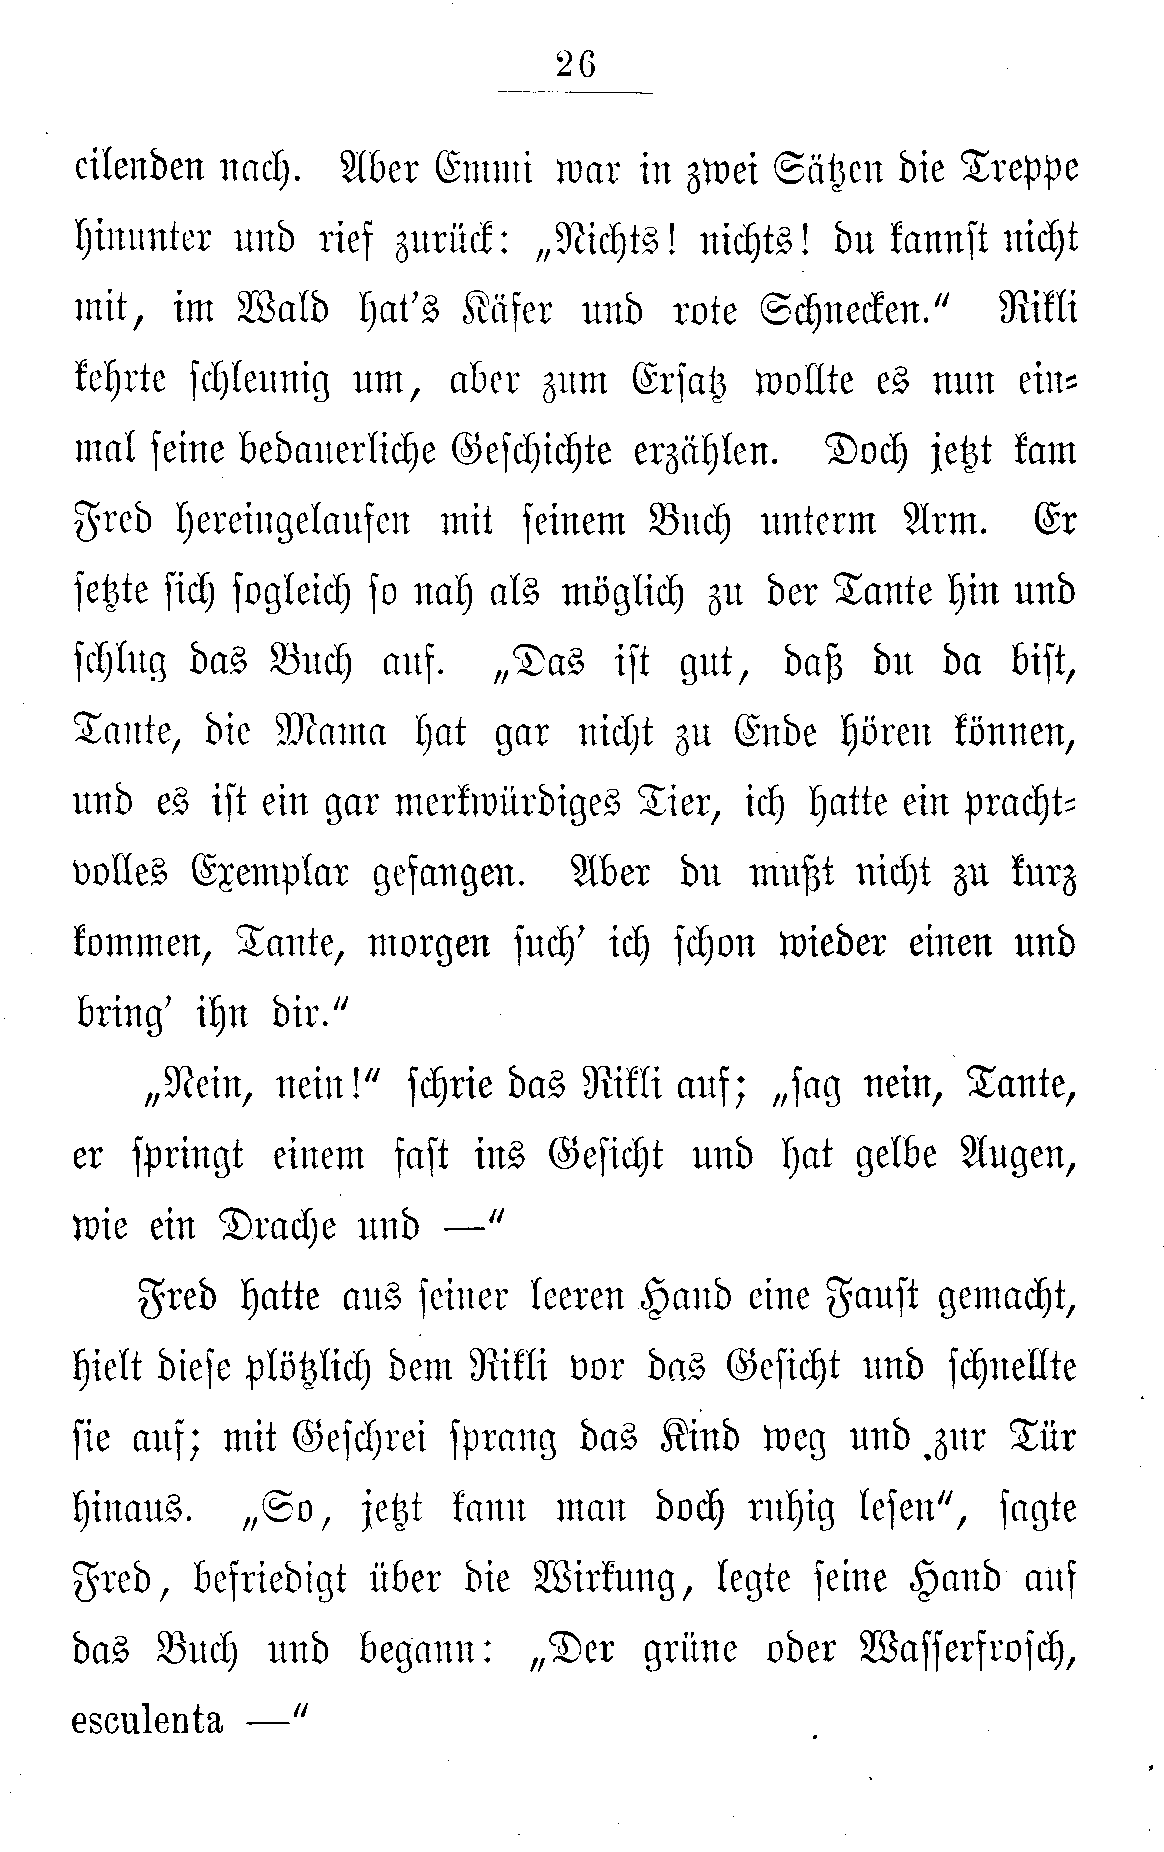 26
eilenden nach. Aber Emmi war in zwei Sätzen die Treppe
hinunter und rief zurück: „Nichts! nichts! du kannst nicht
mit, im Wald hat's Käfer und rote Schnecken." Rikli
kehrte schleunig um, aber zum Ersatz wollte es nun ein-
mal seine bedauerliche Geschichte erzählen. Doch jetzt kam
Fred hereingelaufen mit seinem Buch unterm Arm. Er
setzte sich sogleich so nah als möglich zu der Tante hin und
schlug das Buch auf. „Das ist gut, daß du da bist,
Tante, die Mama hat gar nicht zu Ende hören können,
und es ist ein gar merkwürdiges Tier, ich hatte ein pracht-
volles Exemplar gefangen. Aber du mußt nicht zu kurz
kommen, Tante, morgen such' ich schon wieder einen und
bring' ihn dir."
„Nein, nein!" schrie das Rikli auf; „sag nein, Tante,
er springt einem fast ins Gesicht und hat gelbe Augen,
wie ein Drache und —"
Fred hatte aus seiner leeren Hand eine Faust gemacht,
hielt diese plötzlich dem Rikli vor das Gesicht und schnellte
sie auf; mit Geschrei sprang das Kind weg und zur Tür
hinaus. „So, jetzt kann man doch ruhig lesen", sagte
Fred, befriedigt über die Wirkung, legte seine Hand auf
das Buch und begann: „Der grüne oder Wasserfrosch,
esculenta —"